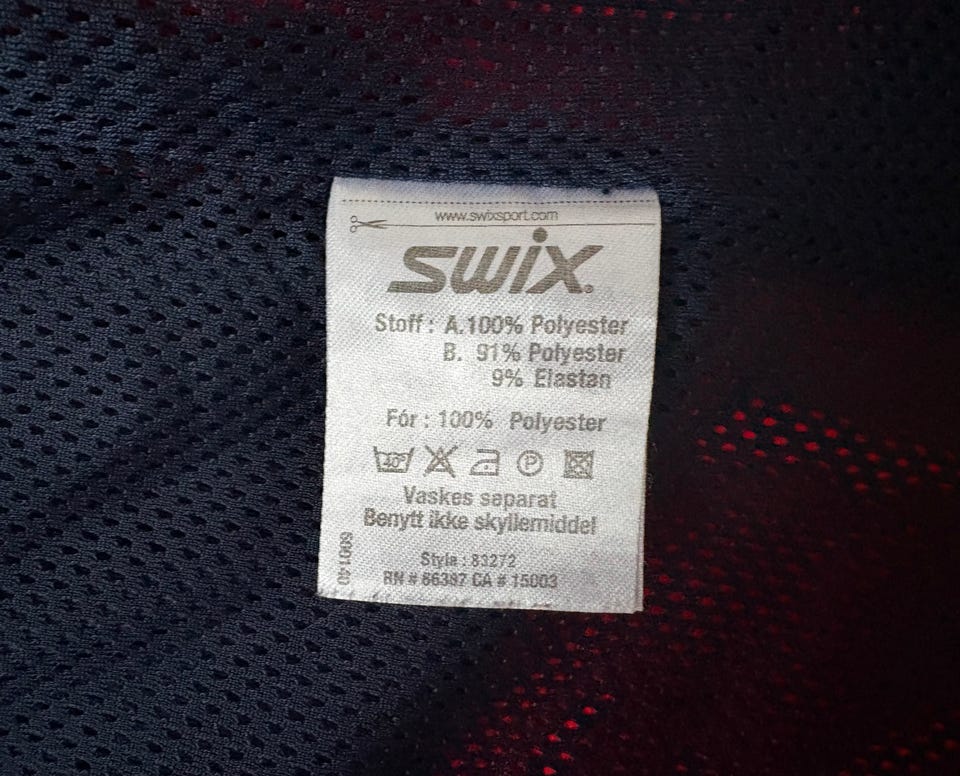 www.swixsport.com
swix.
Stoff : A.100% Polyester
B. 91% Polyester
9% Elastan
Fór : 100% Polyester
40°
P
Vaskes separat
Benytt ikke skyllemiddel
Style : 83272
RN # 86387 CA # 15003